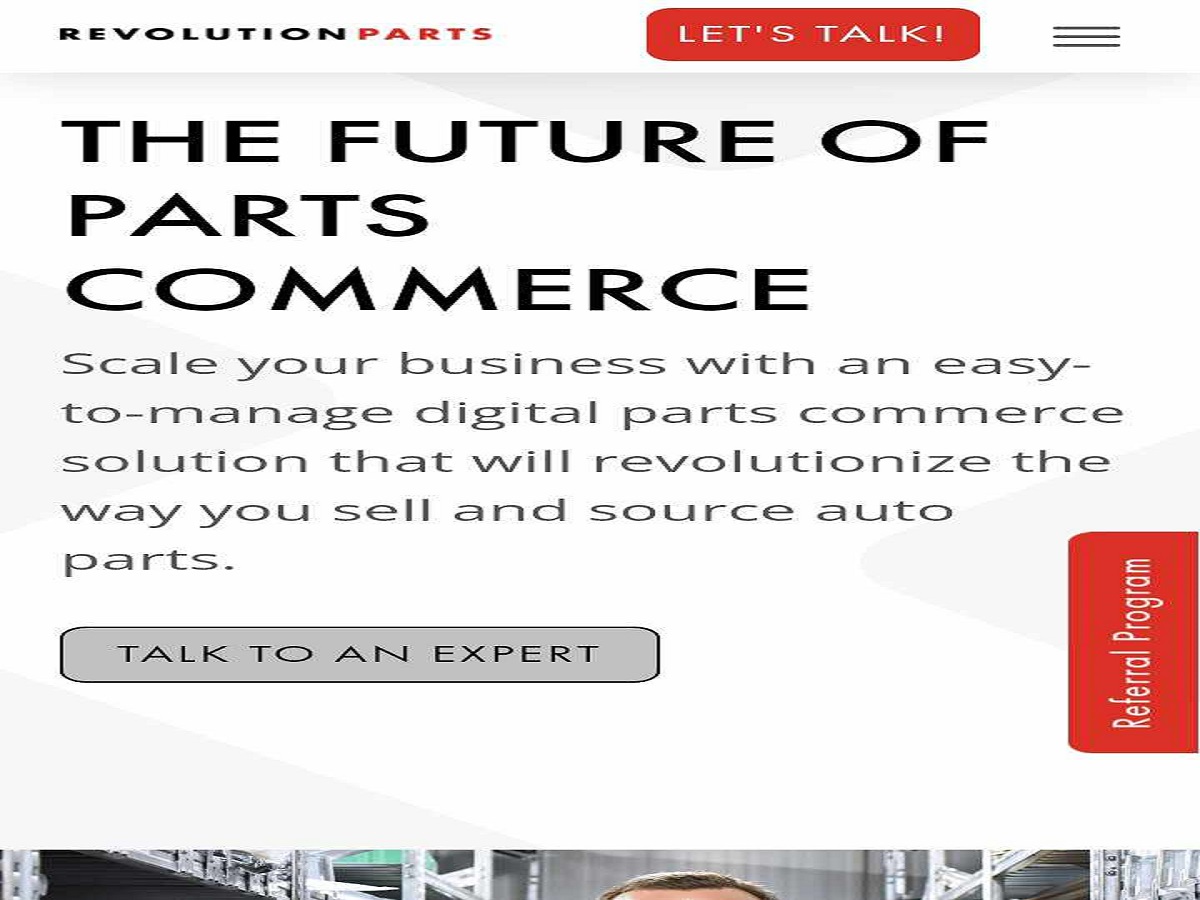 REVOLUTIONPARTS
LET'S TALK!
THE FUTURE OF
PARTS
COMMERCE
Scale your business with an easy-
to-manage digital parts commerce
solution that will revolutionize the
way you sell and source auto
parts.
TALK TO AN EXPERT
Referral Program